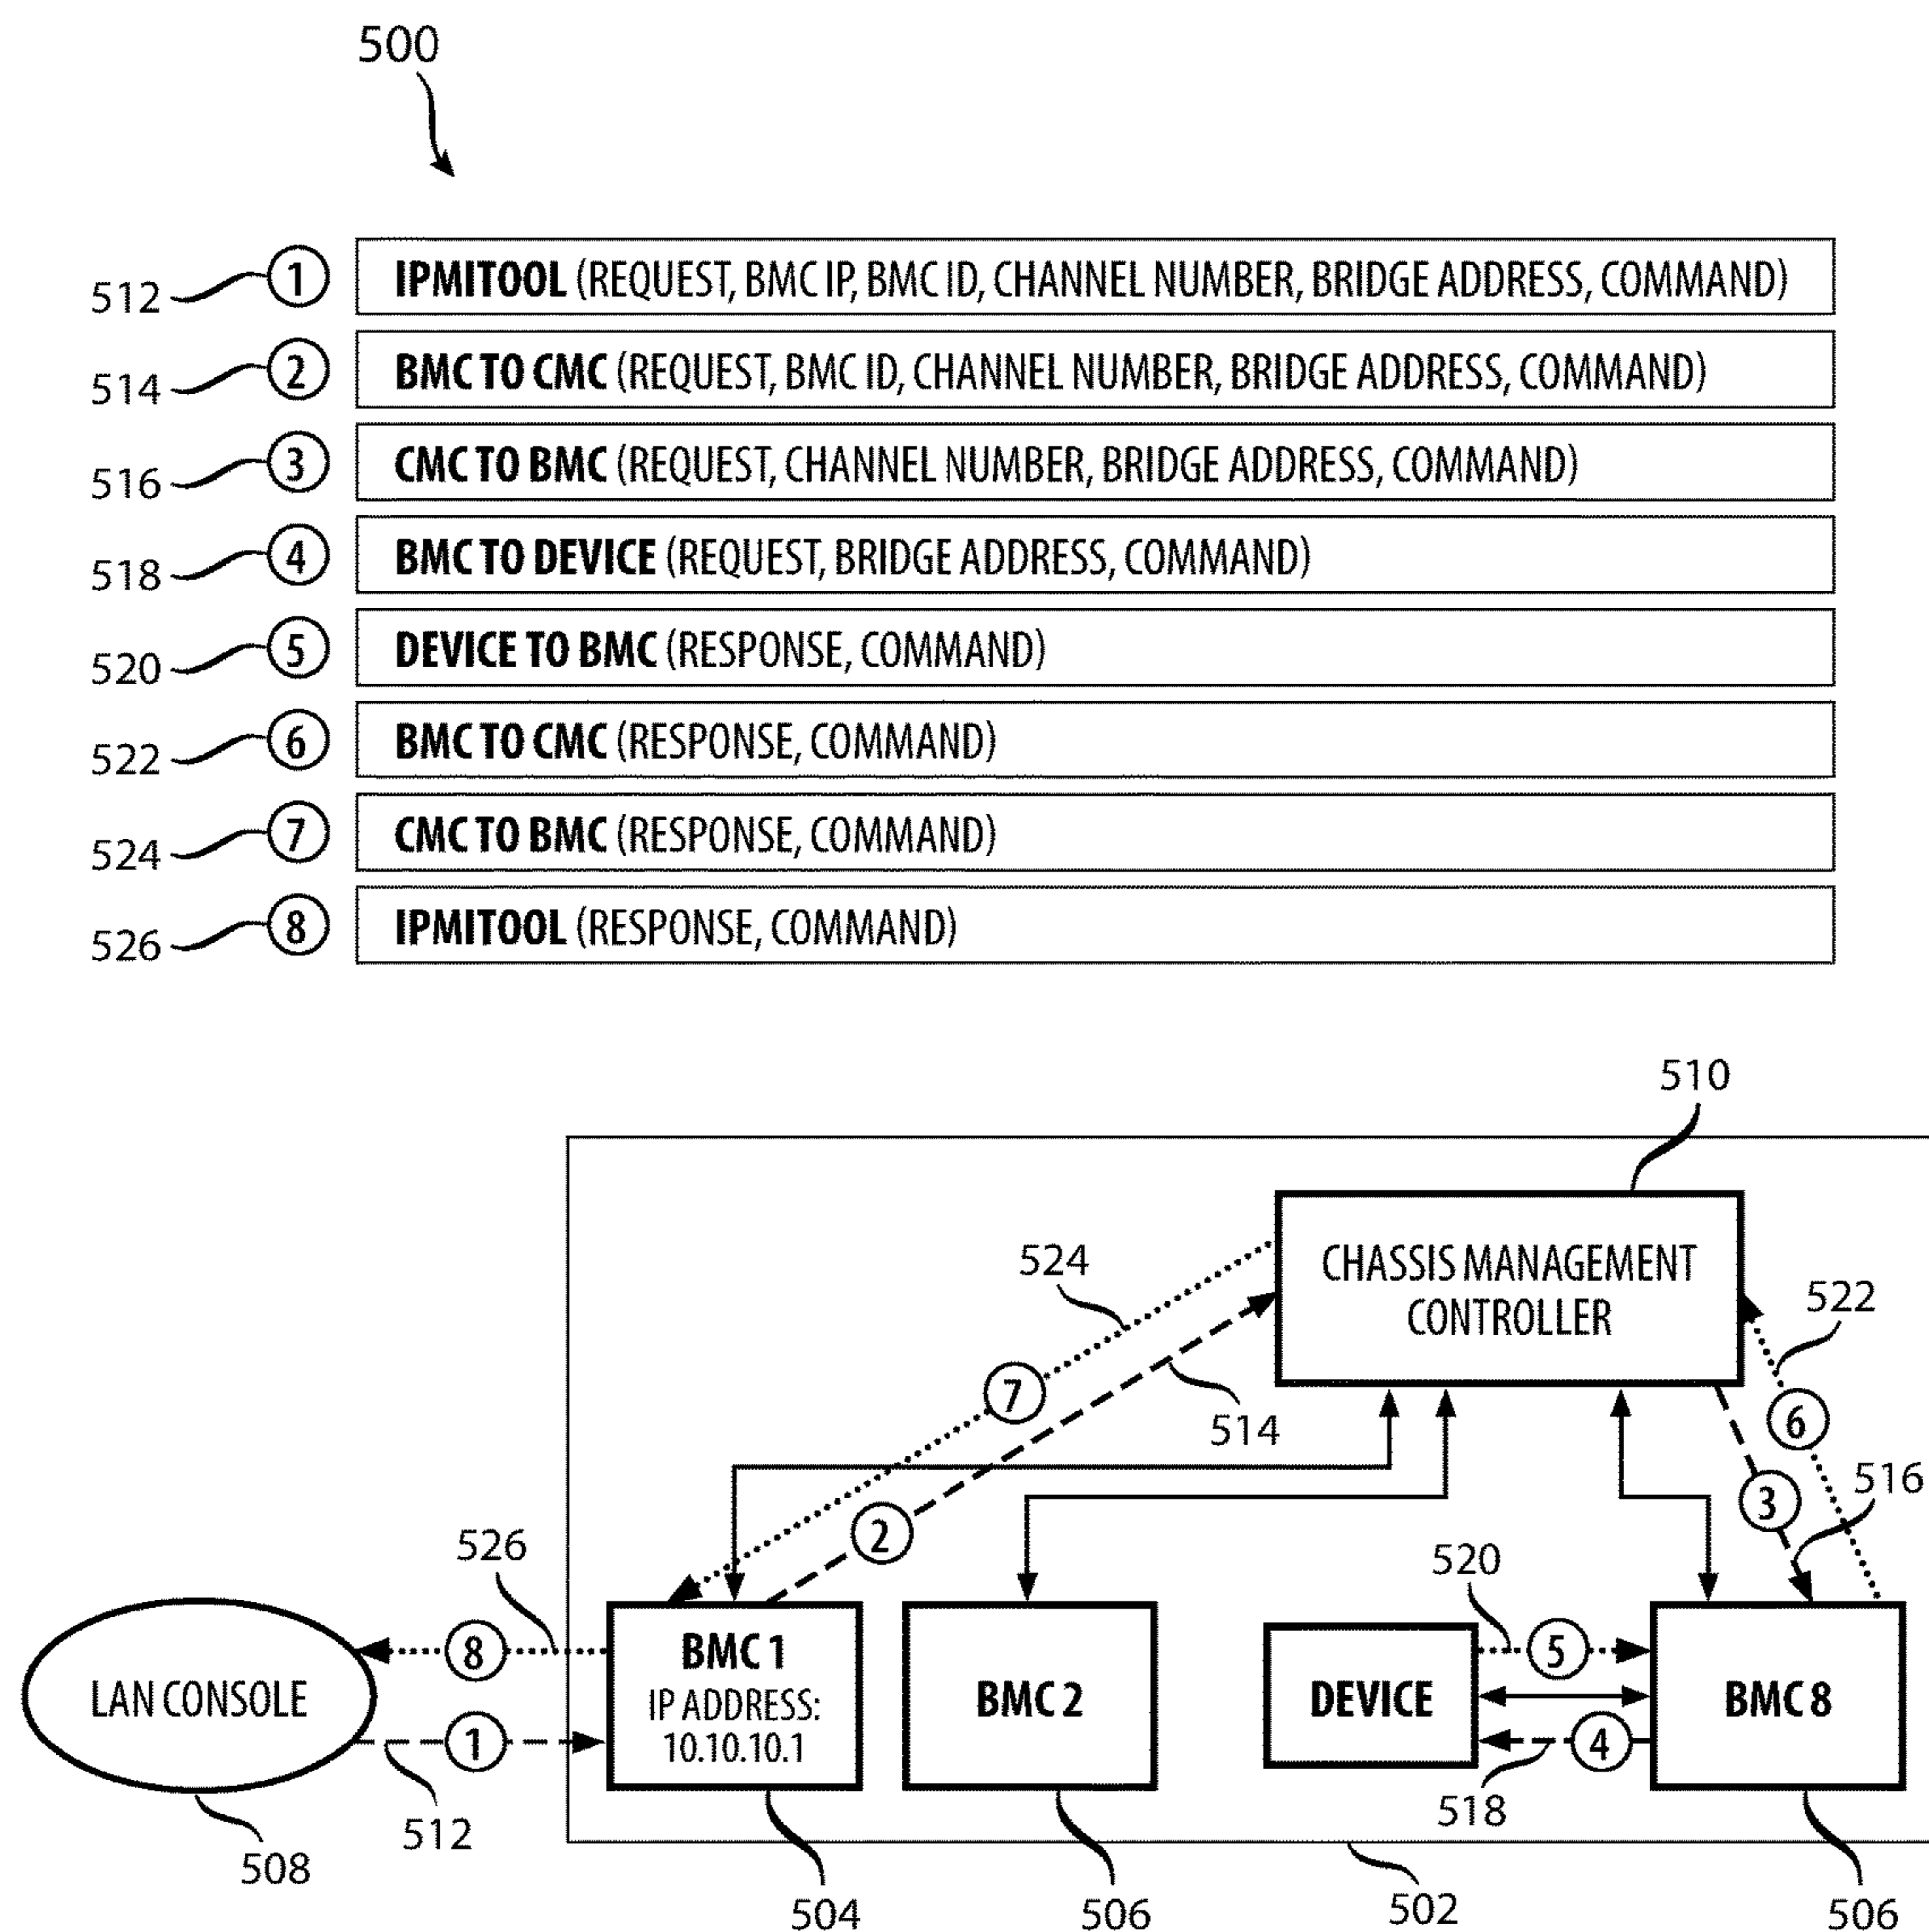 500
512 1 IPMITOOL (REQUEST, BMC IP, BMC ID, CHANNEL NUMBER, BRIDGE ADDRESS, COMMAND)
514 2 BMC TO CMC (REQUEST, BMC ID, CHANNEL NUMBER, BRIDGE ADDRESS, COMMAND)
516 3 CMC TO BMC (REQUEST, CHANNEL NUMBER, BRIDGE ADDRESS, COMMAND)
518 4 BMC TO DEVICE (REQUEST, BRIDGE ADDRESS, COMMAND)
520 5 DEVICE TO BMC (RESPONSE, COMMAND)
522 6 BMC TO CMC (RESPONSE, COMMAND)
524 7 CMC TO BMC (RESPONSE, COMMAND)
526 8 IPMITOOL (RESPONSE, COMMAND)
510
CHASSIS MANAGEMENT
CONTROLLER
524
522
7
514
6
516
3
2
526
520
LAN CONSOLE
8
1
512
508
BMC 1
IP ADDRESS:
10.10.10.1
BMC 2
DEVICE
5
4
518
BMC 8
504
506
502
506